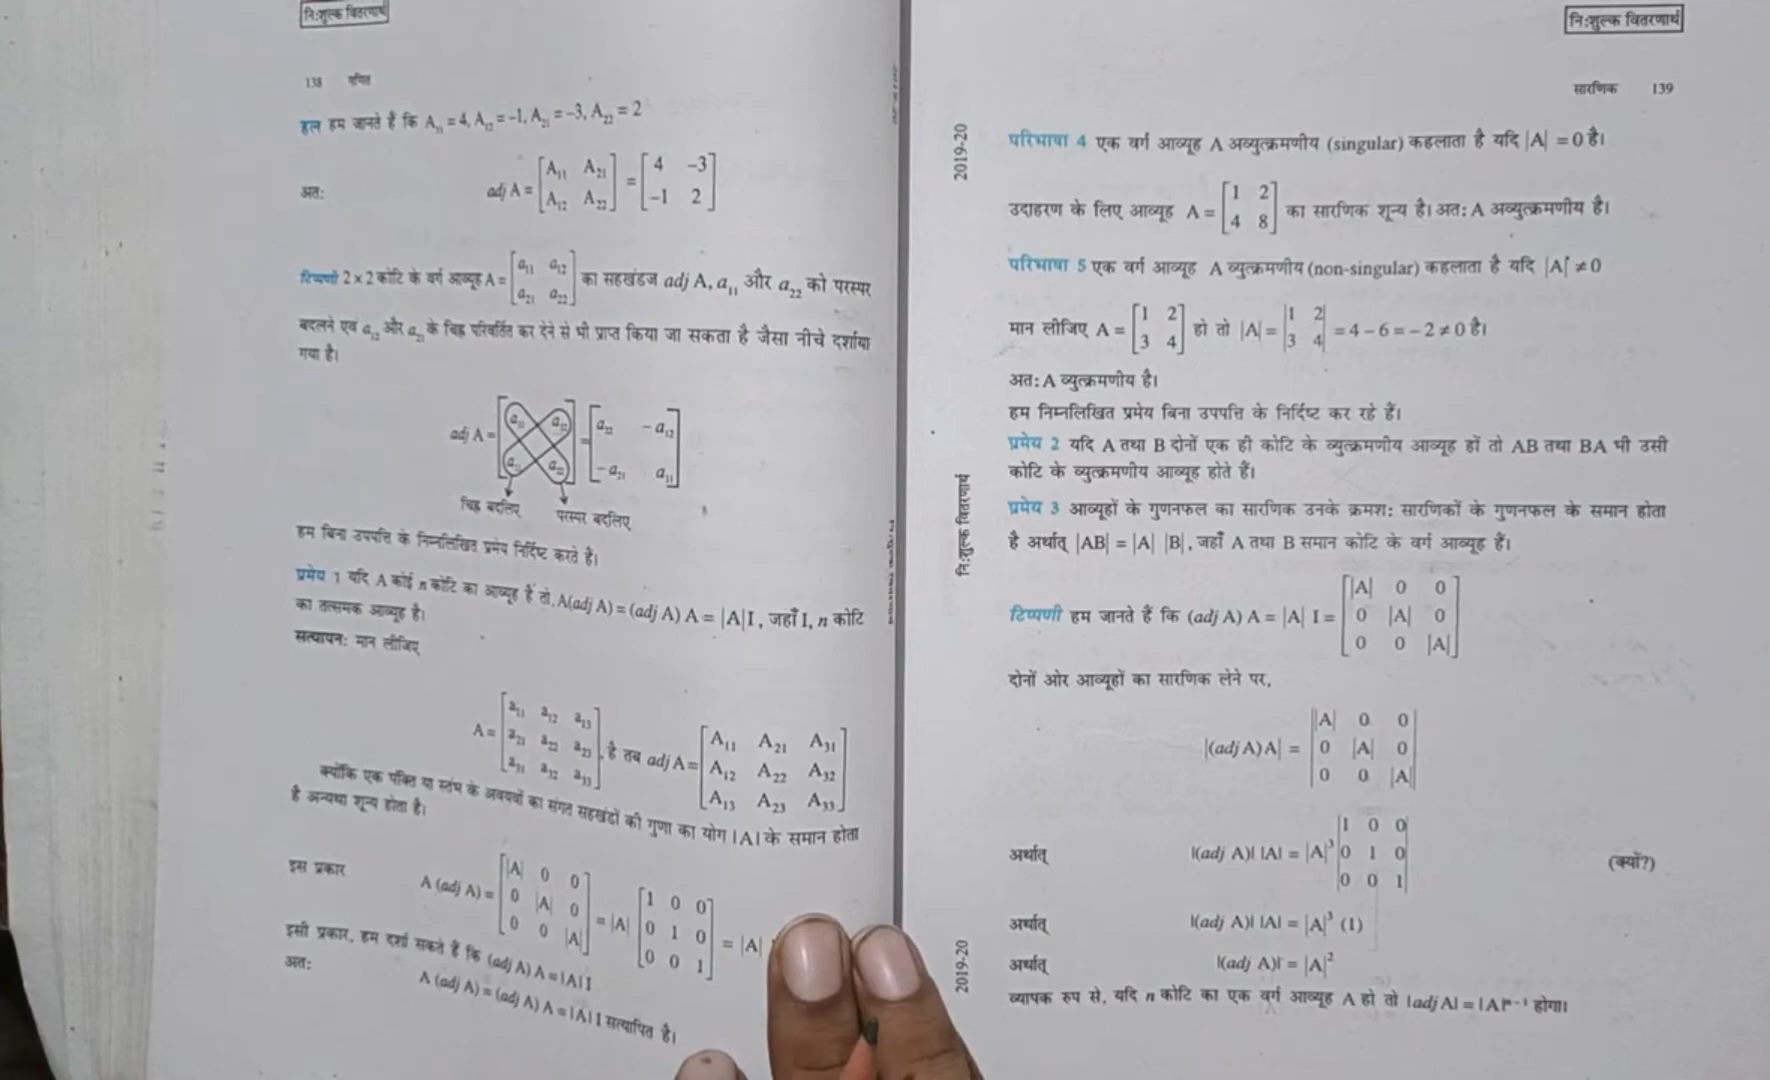 नि:शुल्क वितरणार्थ
138 गणित
हल हम जानते हैं कि A₁₁ = 4, A₁₂ = –1, A₂₁ = –3, A₂₂ = 2
अत: adj A = [A₁₁ A₂₁; A₁₂ A₂₂] = [4 –3; –1 2]
टिप्पणी 2 × 2 कोटि के वर्ग आव्यूह A = [a₁₁ a₁₂; a₂₁ a₂₂] का सहखंडज adj A, a₁₁ और a₂₂ को परस्पर
बदलने एवं a₁₂ और a₂₁ के चिह्न परिवर्तित कर देने से भी प्राप्त किया जा सकता है जैसा नीचे दर्शाया
गया है।
adj A = [a₁₁ a₁₂; a₂₁ a₂₂] = [a₂₂ –a₁₂; –a₂₁ a₁₁]
चिह्न बदलिए परस्पर बदलिए
हम बिना उपपत्ति के निम्नलिखित प्रमेय निर्दिष्ट करते हैं।
प्रमेय 1 यदि A कोई n कोटि का आव्यूह है तो, A(adj A) = (adj A) A = |A| I, जहाँ I, n कोटि
का तत्समक आव्यूह है।
सत्यापन: मान लीजिए
A = [a₁₁ a₁₂ a₁₃; a₂₁ a₂₂ a₂₃; a₃₁ a₃₂ a₃₃], है तब adj A = [A₁₁ A₂₁ A₃₁; A₁₂ A₂₂ A₃₂; A₁₃ A₂₃ A₃₃]
क्योंकि एक पंक्ति या स्तंभ के अवयवों का संगत सहखंडों की गुणा का योग |A| के समान होता
है अन्यथा शून्य होता है।
इस प्रकार A (adj A) = [|A| 0 0; 0 |A| 0; 0 0 |A|] = |A| [1 0 0; 0 1 0; 0 0 1] = |A|
इसी प्रकार, हम दर्शा सकते हैं कि (adj A) A = |A| I
अत: A (adj A) = (adj A) A = |A| I सत्यापित है।
नि:शुल्क वितरणार्थ
सारणिक 139
2019-20
परिभाषा 4 एक वर्ग आव्यूह A अव्युत्क्रमणीय (singular) कहलाता है यदि |A| = 0 है।
उदाहरण के लिए आव्यूह A = [1 2; 4 8] का सारणिक शून्य है। अत: A अव्युत्क्रमणीय है।
परिभाषा 5 एक वर्ग आव्यूह A व्युत्क्रमणीय (non-singular) कहलाता है यदि |A| ≠ 0
मान लीजिए A = [1 2; 3 4] हो तो |A| = |1 2; 3 4| = 4 – 6 = – 2 ≠ 0 है।
अत: A व्युत्क्रमणीय है।
हम निम्नलिखित प्रमेय बिना उपपत्ति के निर्दिष्ट कर रहे हैं।
प्रमेय 2 यदि A तथा B दोनों एक ही कोटि के व्युत्क्रमणीय आव्यूह हों तो AB तथा BA भी उसी
कोटि के व्युत्क्रमणीय आव्यूह होते हैं।
प्रमेय 3 आव्यूहों के गुणनफल का सारणिक उनके क्रमश: सारणिकों के गुणनफल के समान होता
है अर्थात् |AB| = |A| |B|, जहाँ A तथा B समान कोटि के वर्ग आव्यूह हैं।
नि:शुल्क वितरणार्थ
टिप्पणी हम जानते हैं कि (adj A) A = |A| I = [|A| 0 0; 0 |A| 0; 0 0 |A|]
दोनों ओर आव्यूहों का सारणिक लेने पर,
|(adj A) A| = ||A| 0 0; 0 |A| 0; 0 0 |A||
अर्थात् |(adj A)| |A| = |A|³ |1 0 0; 0 1 0; 0 0 1| (क्यों?)
अर्थात् |(adj A)| |A| = |A|³ (1)
अर्थात् |(adj A)| = |A|²
2019-20
व्यापक रुप से, यदि n कोटि का एक वर्ग आव्यूह A हो तो |adj A| = |A|ⁿ⁻¹ होगा।